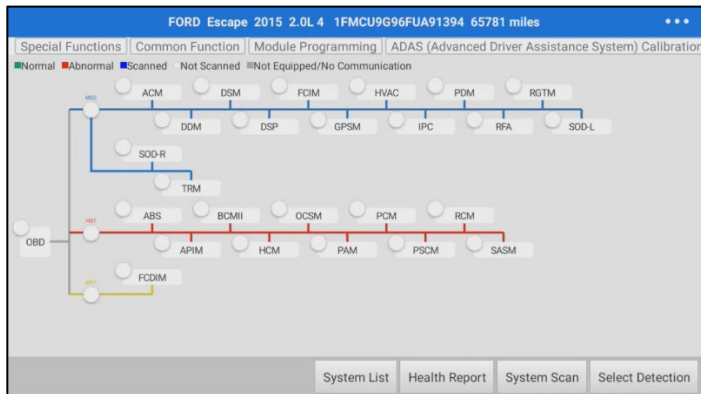 FORD Escape 2015 2.0L 4 1FMCU9G96FUA91394 65781 miles
Special Functions Common Function Module Programming ADAS (Advanced Driver Assistance System) Calibration
Normal Abnormal Scanned Not Scanned Not Equipped/No Communication
ACM DSM FCIM HVAC PDM RGTM
DDM DSP GPSM IPC RFA SOD-L
SOD-R
TRM
ABS BCMII OCSM PCM RCM
OBD
APIM HCM PAM PSCM SASM
FCDIM
System List Health Report System Scan Select Detection